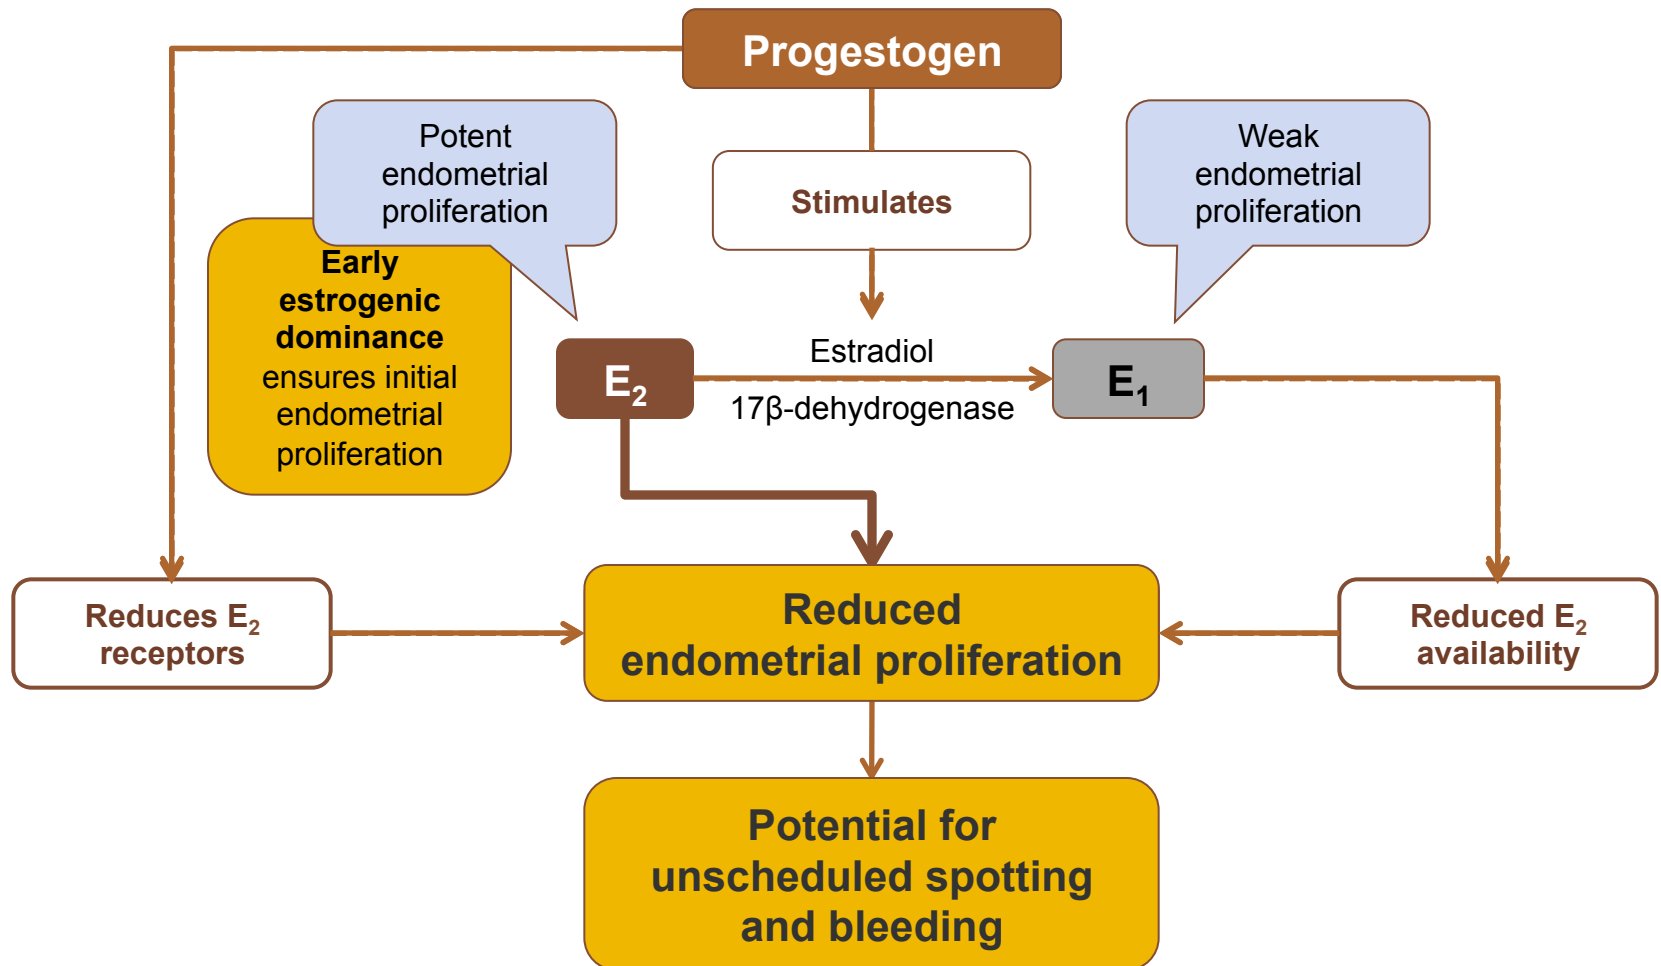 Progestogen
Potent
endometrial
proliferation
Stimulates
Weak
endometrial
proliferation
Early
estrogenic
dominance
ensures initial
endometrial
proliferation
E₂
Estradiol
17β-dehydrogenase
E₁
Reduces E₂
receptors
Reduced
endometrial proliferation
Reduced E₂
availability
Potential for
unscheduled spotting
and bleeding